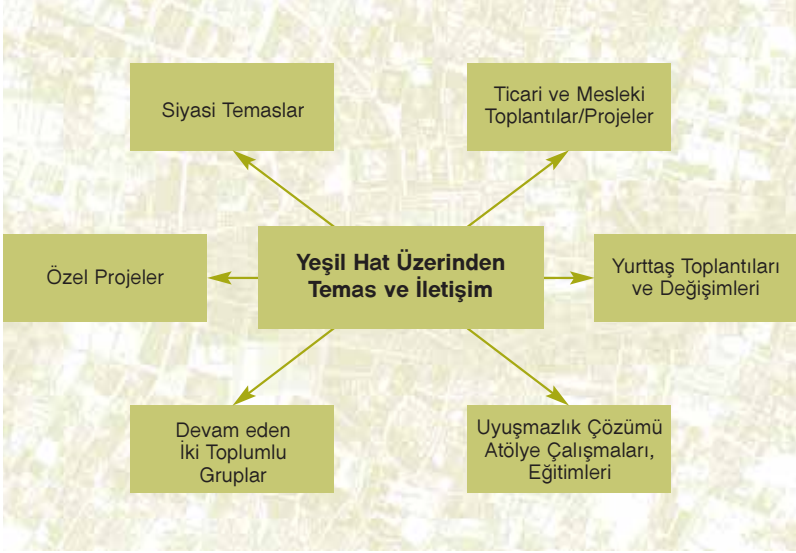 Siyasi Temaslar
Ticari ve Mesleki
Toplantılar/Projeler
Özel Projeler
Yeşil Hat Üzerinden
Temas ve İletişim
Yurttaş Toplantıları
ve Değişimleri
Devam eden
İki Toplumlu
Gruplar
Uyuşmazlık Çözümü
Atölye Çalışmaları,
Eğitimleri